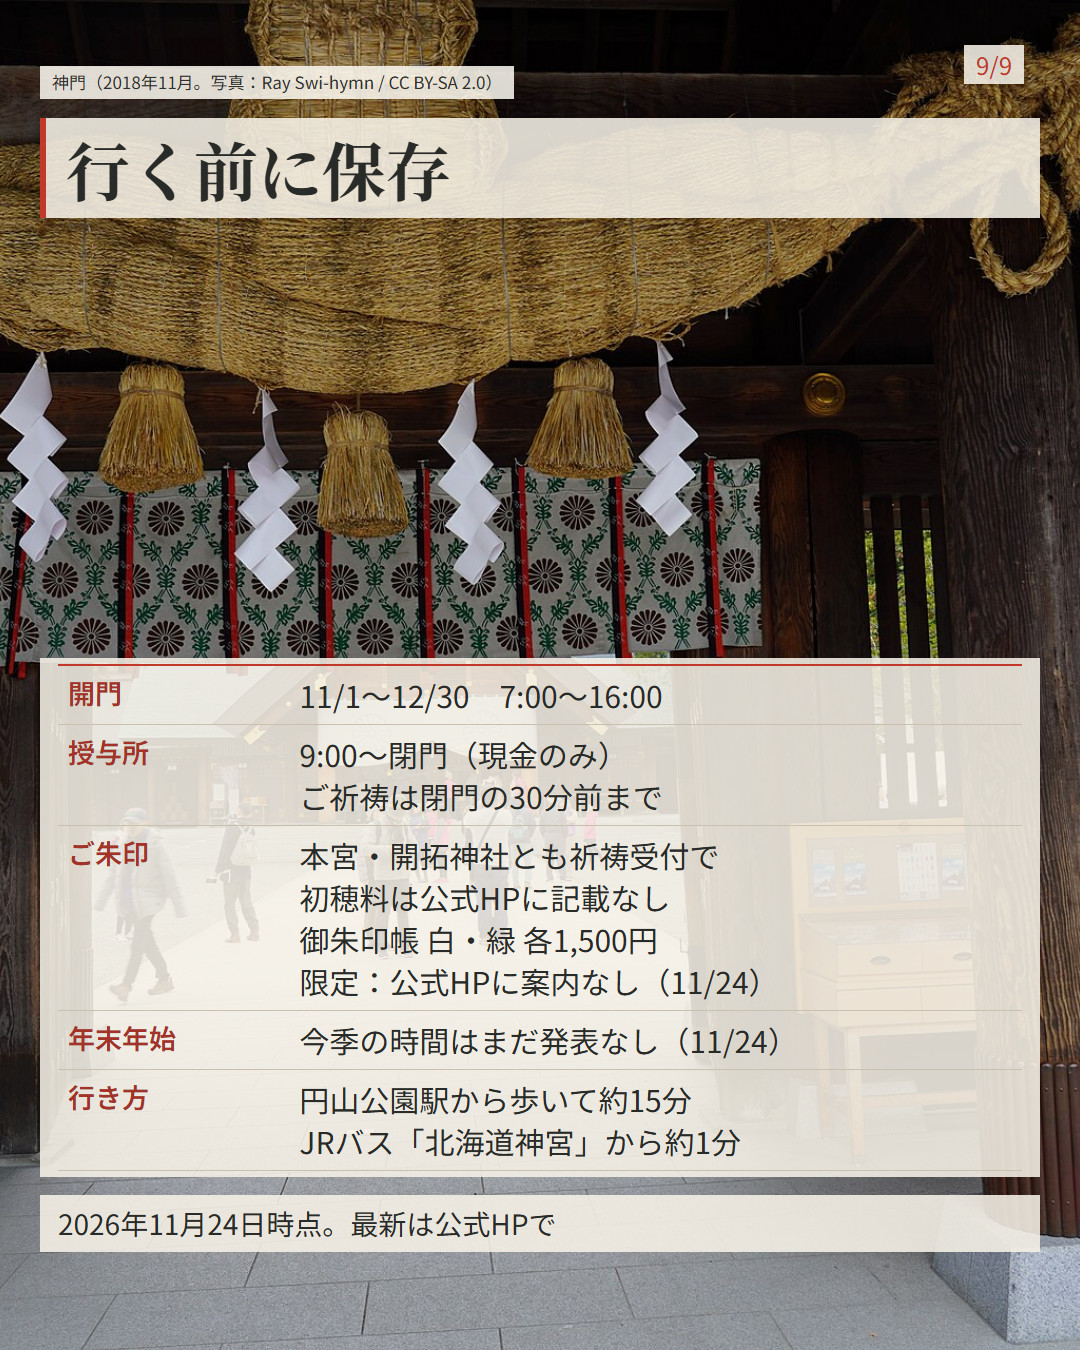 神門（2018年11月。写真：Ray Swi-hymn / CC BY-SA 2.0）
9/9
行く前に保存
開門
11/1〜12/30　7:00〜16:00
授与所
9:00〜閉門（現金のみ）
ご祈祷は閉門の30分前まで
ご朱印
本宮・開拓神社とも祈祷受付で
初穂料は公式HPに記載なし
御朱印帳 白・緑 各1,500円
限定：公式HPに案内なし（11/24）
年末年始
今季の時間はまだ発表なし（11/24）
行き方
円山公園駅から歩いて約15分
JRバス「北海道神宮」から約1分
2026年11月24日時点。最新は公式HPで